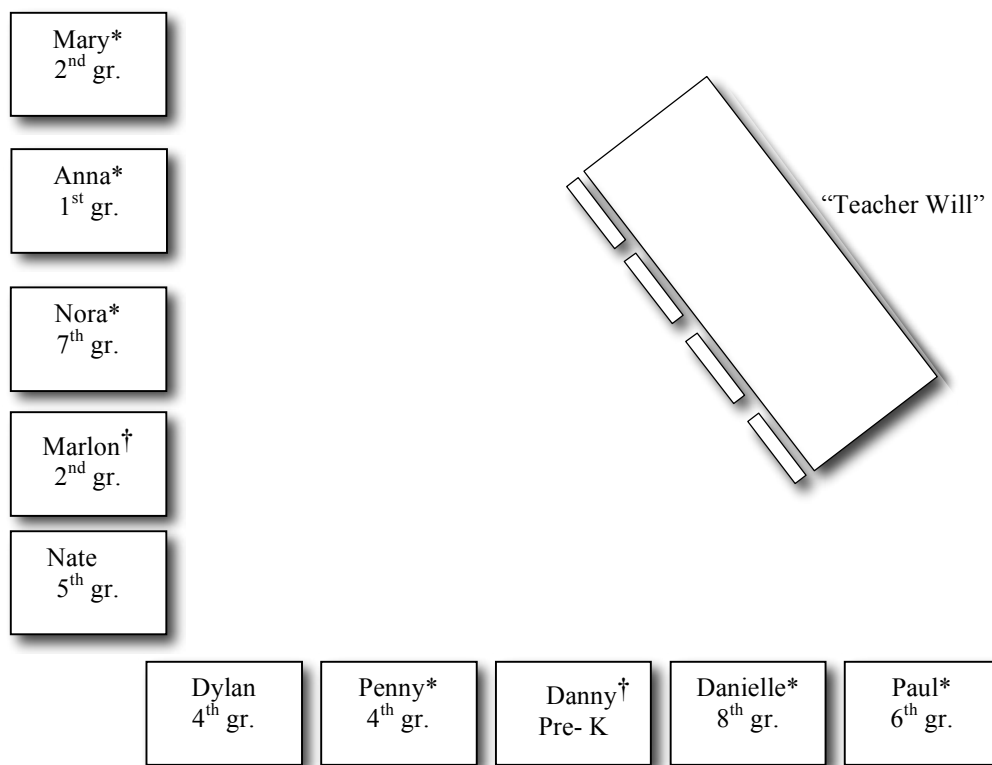 Mary*
2nd gr.
Anna*
1st gr.
“Teacher Will”
Nora*
7th gr.
Marlon†
2nd gr.
Nate
5th gr.
Dylan
4th gr.
Penny*
4th gr.
Danny†
Pre- K
Danielle*
8th gr.
Paul*
6th gr.